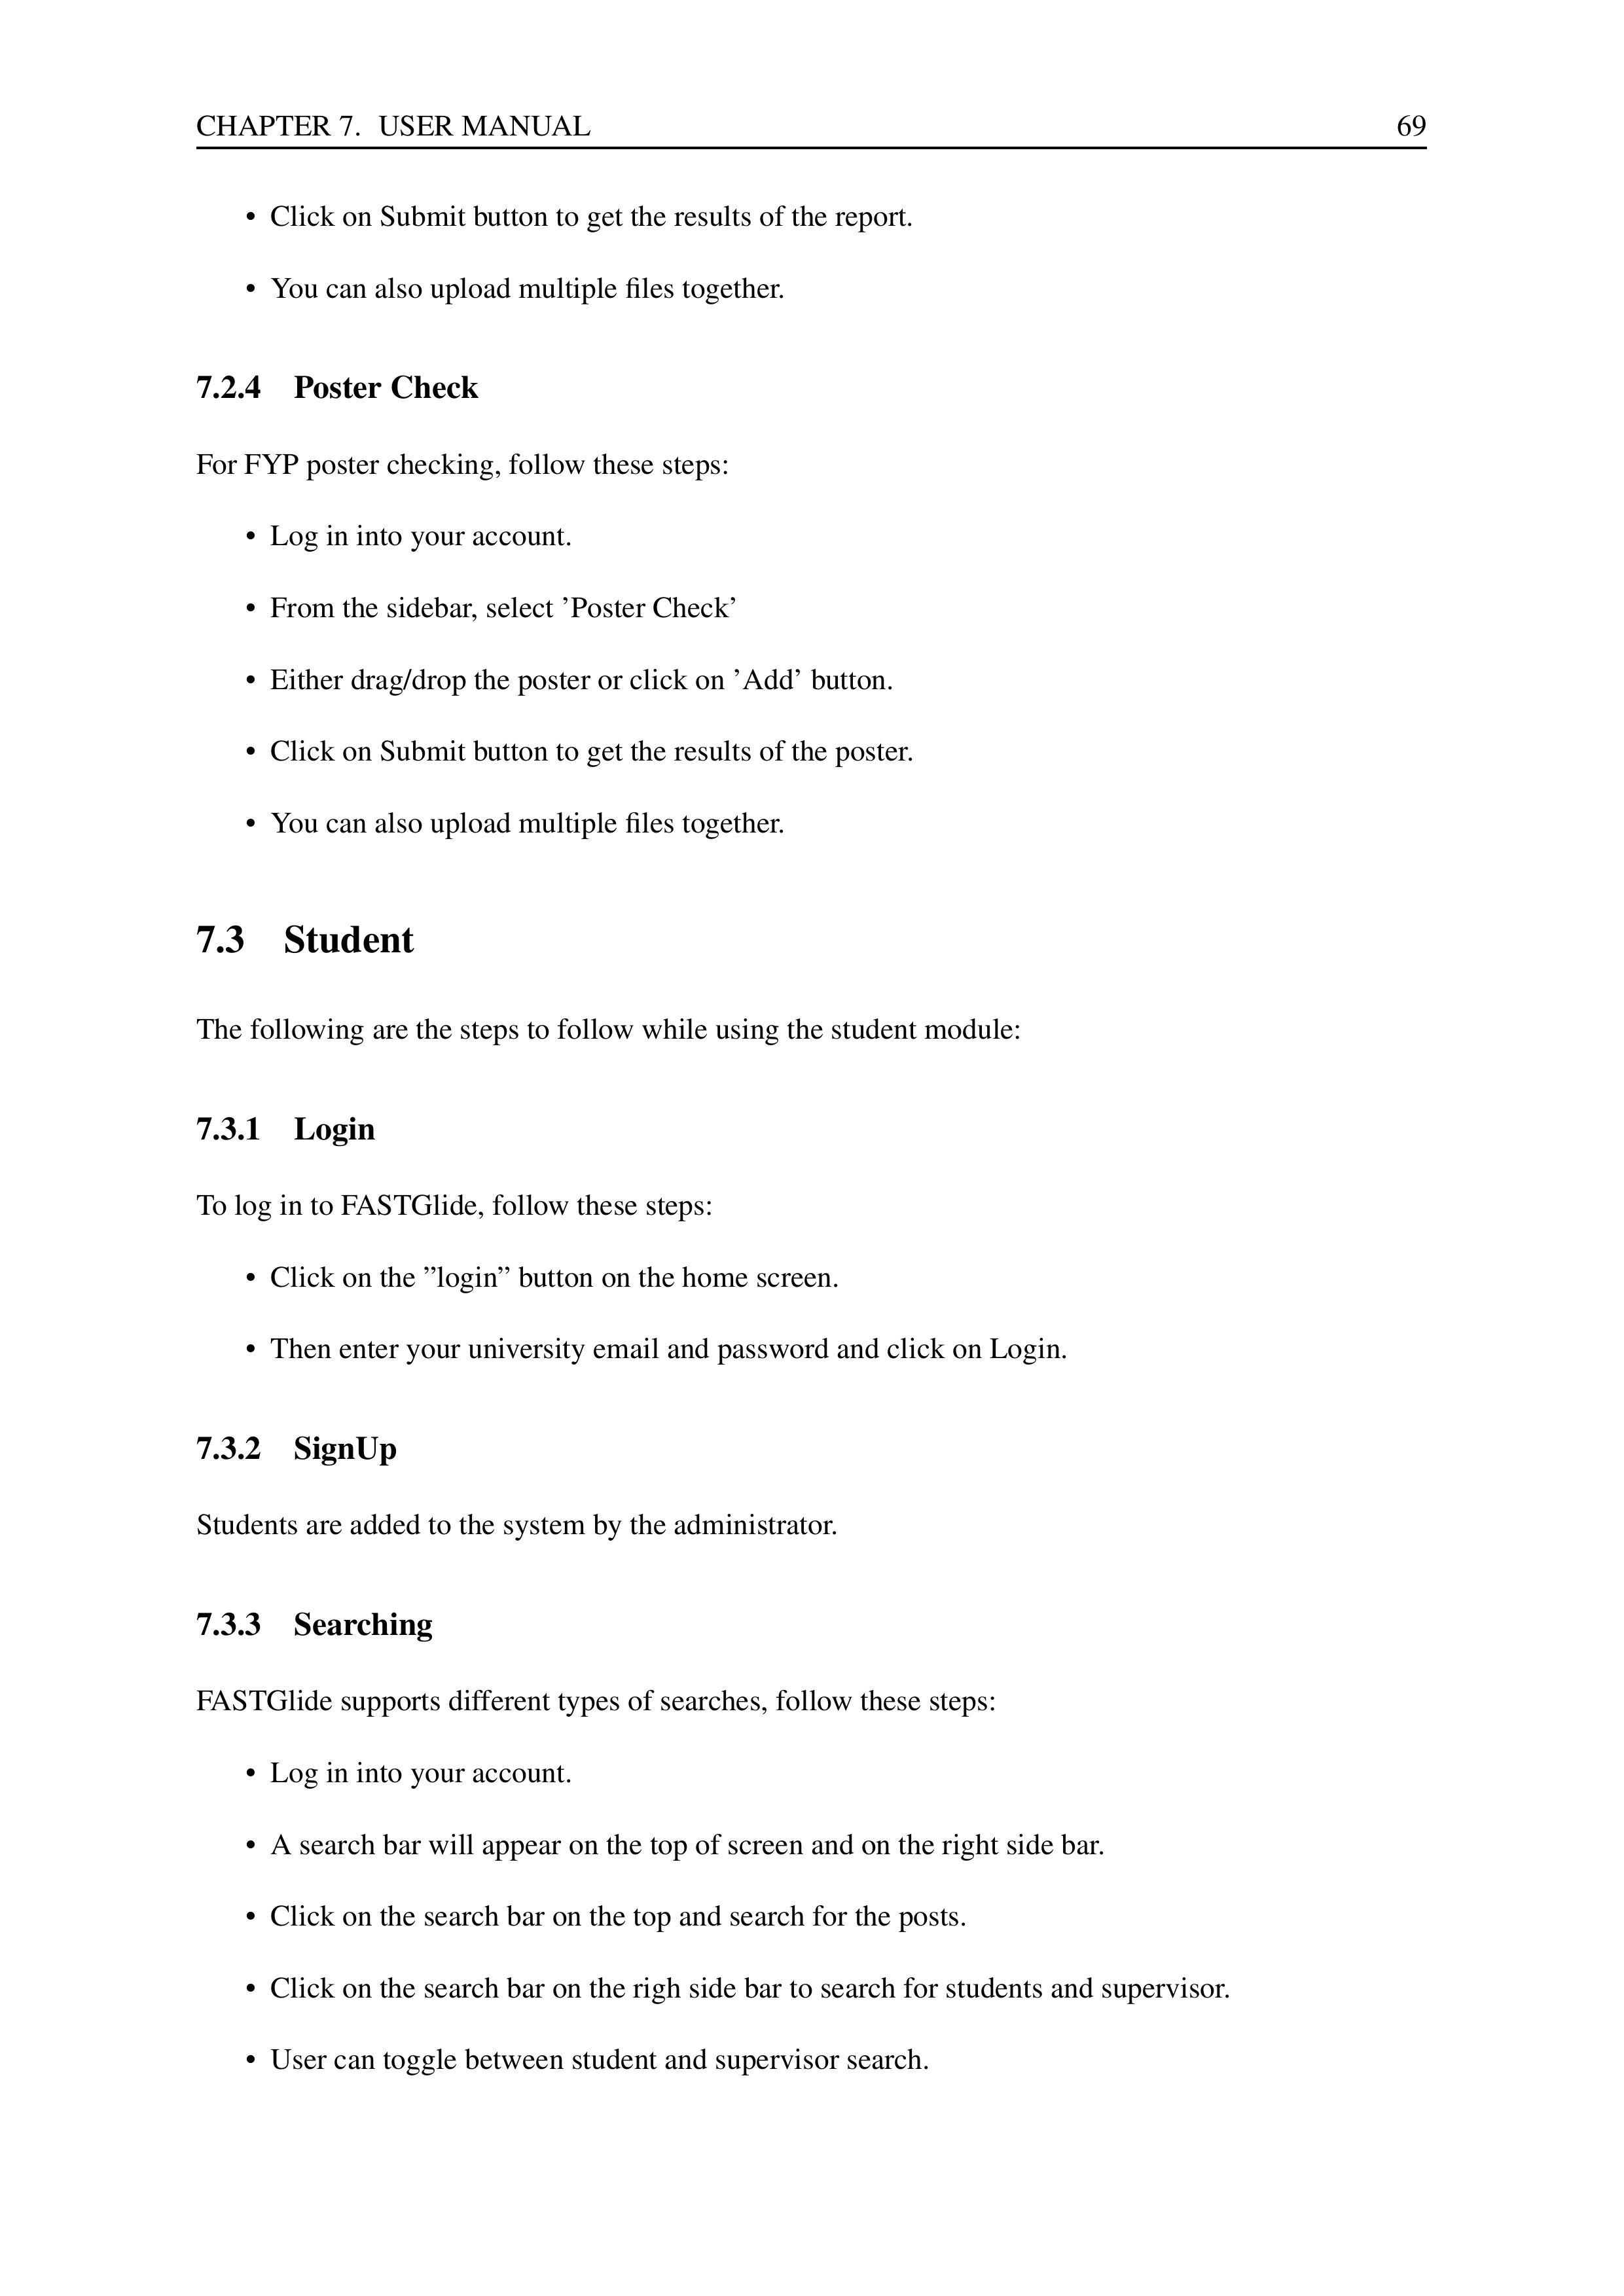 CHAPTER 7. USER MANUAL 69
• Click on Submit button to get the results of the report.
• You can also upload multiple files together.
7.2.4 Poster Check
For FYP poster checking, follow these steps:
• Log in into your account.
• From the sidebar, select ’Poster Check’
• Either drag/drop the poster or click on ’Add’ button.
• Click on Submit button to get the results of the poster.
• You can also upload multiple files together.
7.3 Student
The following are the steps to follow while using the student module:
7.3.1 Login
To log in to FASTGlide, follow these steps:
• Click on the ”login” button on the home screen.
• Then enter your university email and password and click on Login.
7.3.2 SignUp
Students are added to the system by the administrator.
7.3.3 Searching
FASTGlide supports different types of searches, follow these steps:
• Log in into your account.
• A search bar will appear on the top of screen and on the right side bar.
• Click on the search bar on the top and search for the posts.
• Click on the search bar on the righ side bar to search for students and supervisor.
• User can toggle between student and supervisor search.